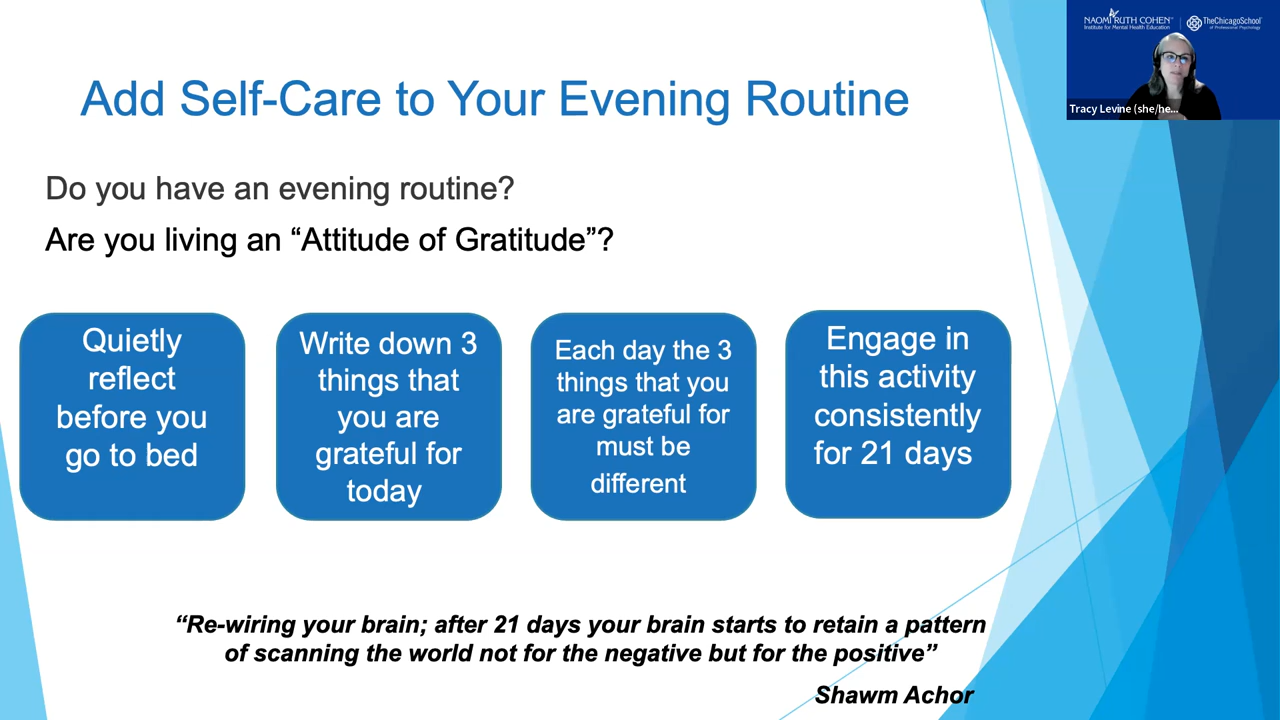 NAOMI RUTH COHEN
Institute for Mental Health Education
TheChicagoSchool
of Professional Psychology
Tracy Levine (she/he...
Add Self-Care to Your Evening Routine
Do you have an evening routine?
Are you living an “Attitude of Gratitude”?
Quietly
reflect
before you
go to bed
Write down 3
things that
you are
grateful for
today
Each day the 3
things that you
are grateful for
must be
different
Engage in
this activity
consistently
for 21 days
“Re-wiring your brain; after 21 days your brain starts to retain a pattern
of scanning the world not for the negative but for the positive”
Shawm Achor